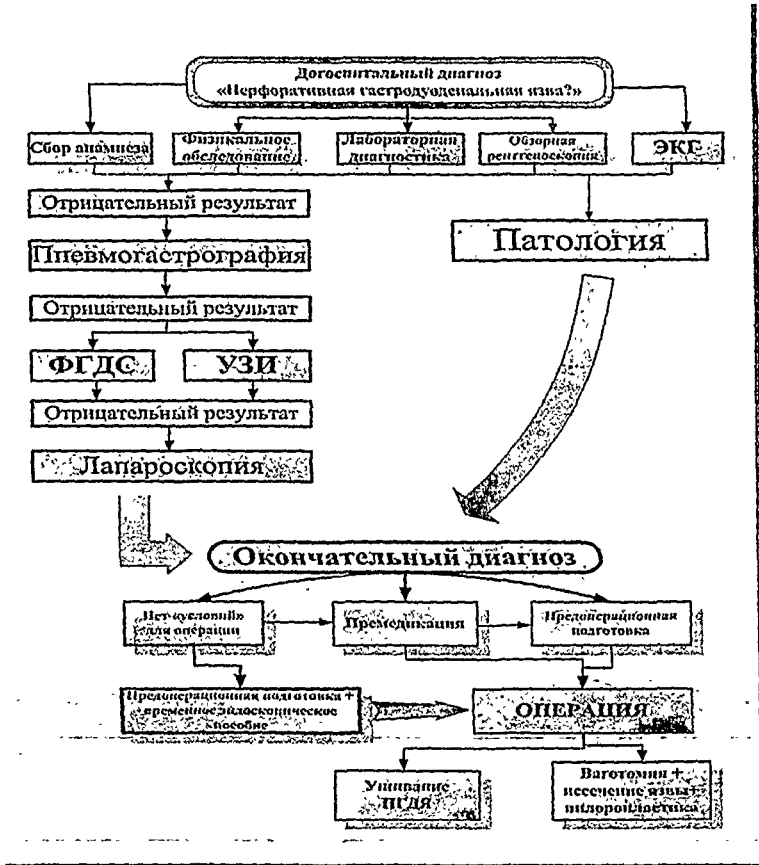 Догоспитальный диагноз
«Перфоративная гастродуоденальная язва?»
Сбор анамнеза
Физикальное
обследование
Лабораторная
диагностика
Обзорная
рентгеноскопия
ЭКГ
Отрицательный результат
Пневмогастрография
Отрицательный результат
ФГДС
УЗИ
Отрицательный результат
Лапароскопия
Патология
Окончательный диагноз
Нет «условий»
для операции
Премедикация
Предоперационная
подготовка
Предоперационная подготовка +
временное эндоскопическое
пособие
ОПЕРАЦИЯ
Ушивание
ПГДЯ
Ваготомия +
иссечение язвы+
пилоропластика